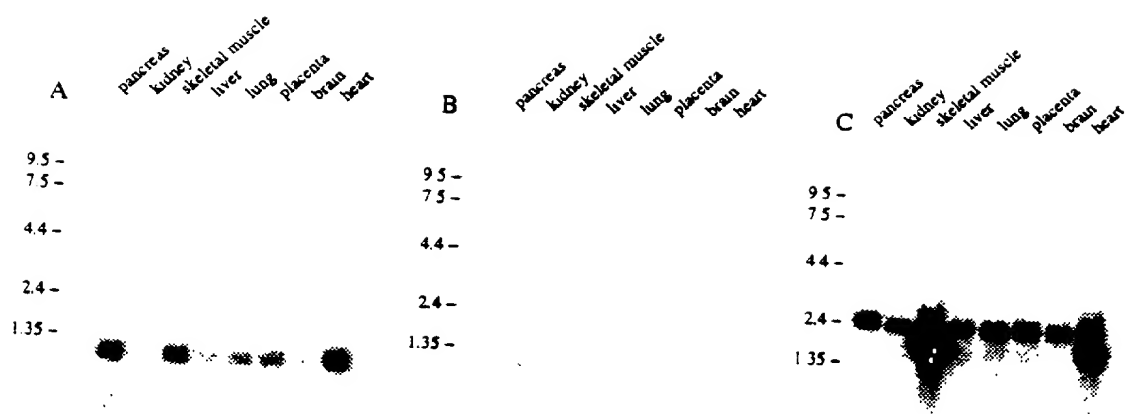 A
pancreas
kidney
skeletal muscle
liver
lung
placenta
brain
heart
9.5 –
7.5 –
4.4 –
2.4 –
1.35 –
B
pancreas
kidney
skeletal muscle
liver
lung
placenta
brain
heart
9 5 –
7 5 –
4.4 –
2.4 –
1.35 –
C
pancreas
kidney
skeletal muscle
liver
lung
placenta
brain
heart
9 5 –
7 5 –
4 4 –
2.4 –
1 35 –